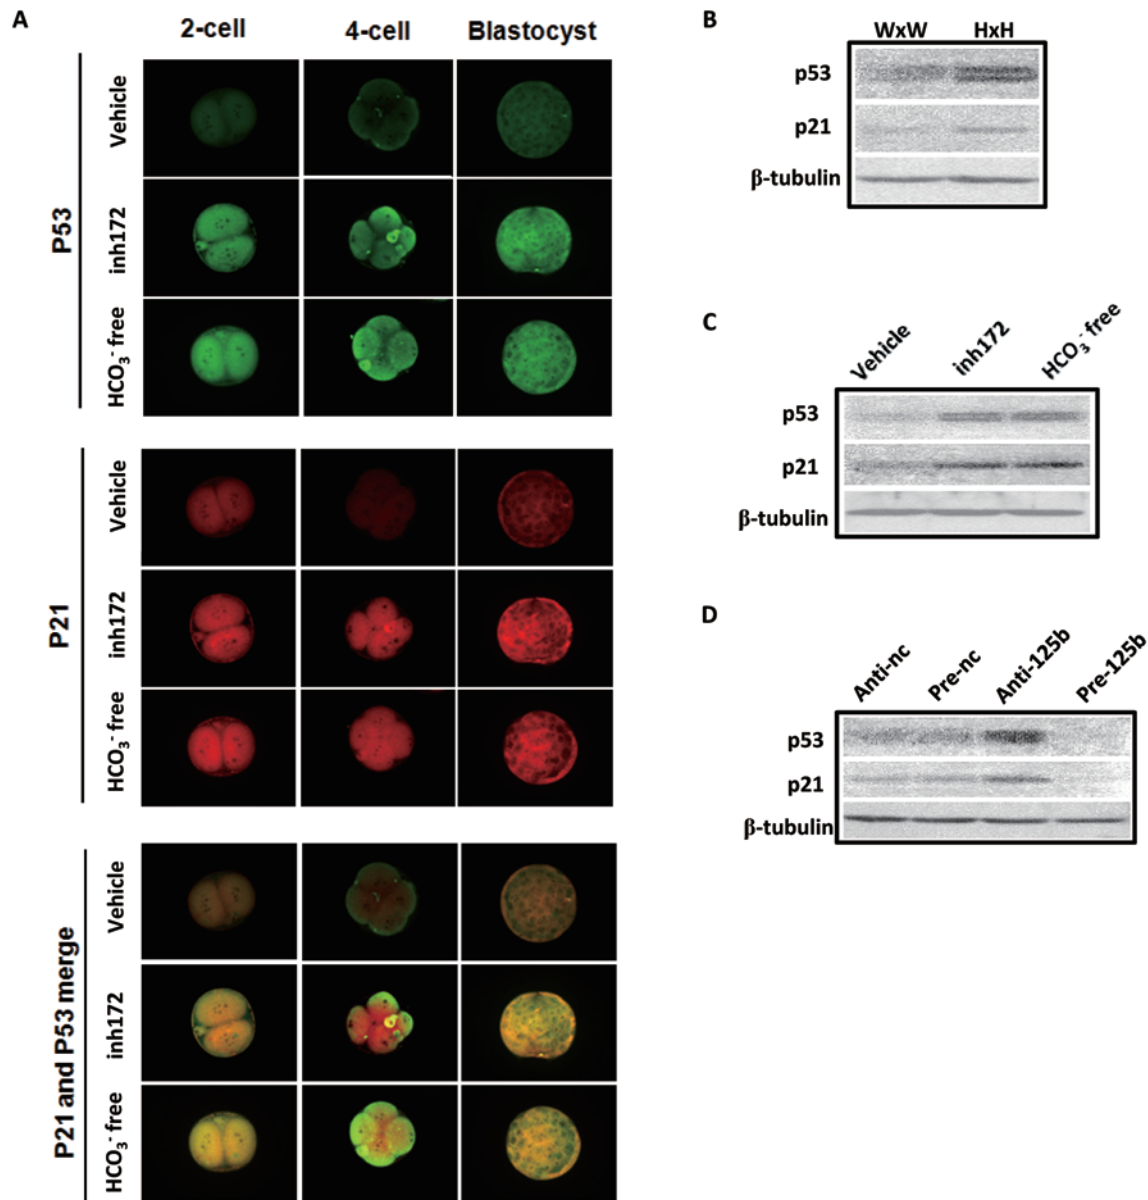 A
2-cell 4-cell Blastocyst
P53
Vehicle
inh172
HCO3- free
P21
Vehicle
inh172
HCO3- free
P21 and P53 merge
Vehicle
inh172
HCO3- free
B
WxW HxH
p53
p21
β-tubulin
C
Vehicle inh172 HCO3- free
p53
p21
β-tubulin
D
Anti-nc Pre-nc Anti-125b Pre-125b
p53
p21
β-tubulin